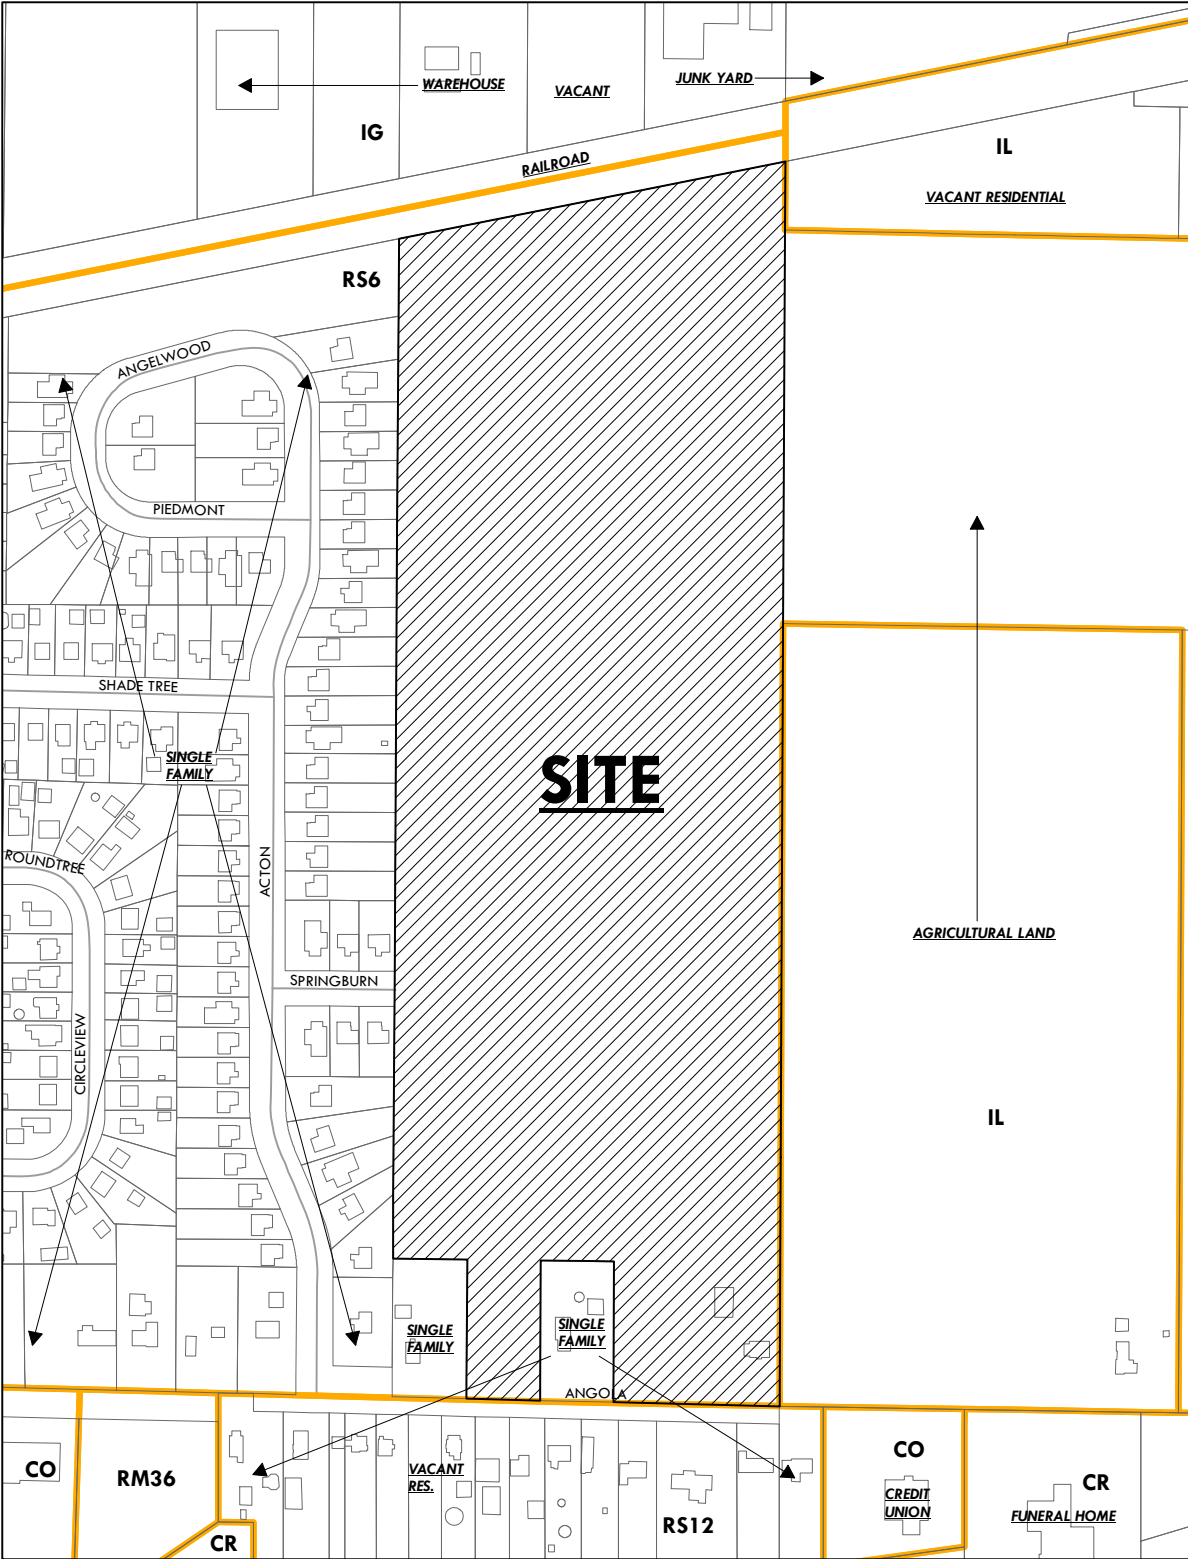 WAREHOUSE
VACANT
JUNK YARD
IG
RAILROAD
IL
VACANT RESIDENTIAL
RS6
ANGELWOOD
PIEDMONT
SHADE TREE
SINGLE
FAMILY
SITE
ROUNDTREE
ACTON
AGRICULTURAL LAND
SPRINGBURN
CIRCLEVIEW
IL
SINGLE
FAMILY
SINGLE
FAMILY
ANGOLA
CO
RM36
VACANT
RES.
CO
CR
CREDIT
UNION
FUNERAL HOME
RS12
CR